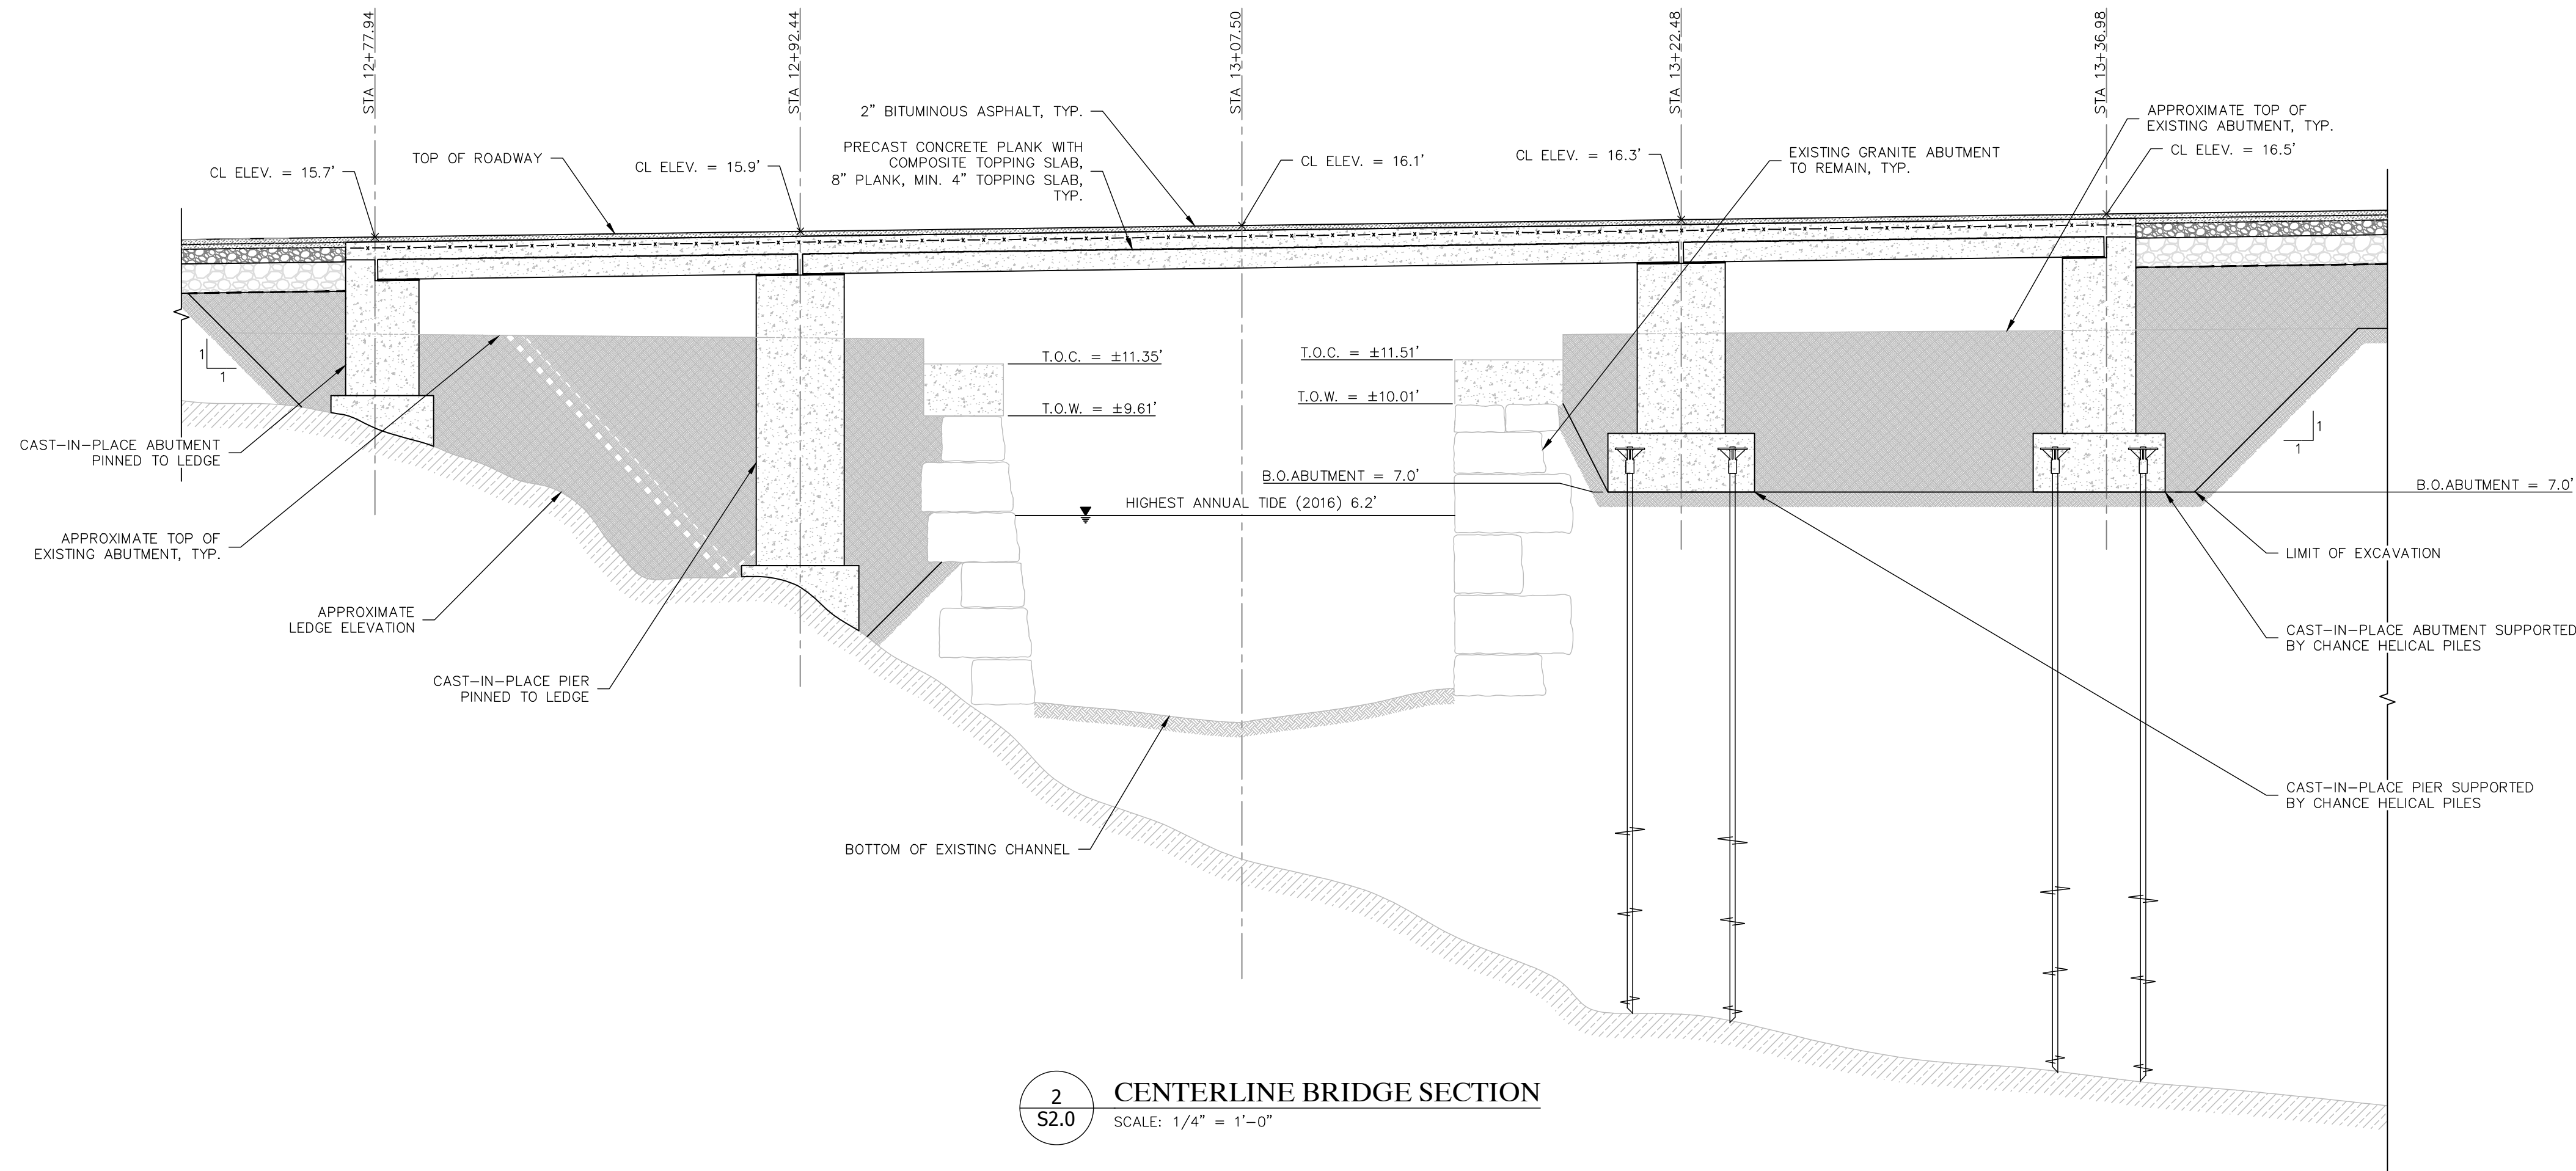 STA 12+77.94
STA 12+92.44
STA 13+07.50
STA 13+22.48
STA 13+36.98
2" BITUMINOUS ASPHALT, TYP.
APPROXIMATE TOP OF
EXISTING ABUTMENT, TYP.
PRECAST CONCRETE PLANK WITH
COMPOSITE TOPPING SLAB,
8" PLANK, MIN. 4" TOPPING SLAB,
TYP.
CL ELEV. = 15.7'
TOP OF ROADWAY
CL ELEV. = 15.9'
CL ELEV. = 16.1'
CL ELEV. = 16.3'
EXISTING GRANITE ABUTMENT
TO REMAIN, TYP.
CL ELEV. = 16.5'
1
1
T.O.C. = ±11.35'
T.O.C. = ±11.51'
T.O.W. = ±9.61'
T.O.W. = ±10.01'
1
1
CAST-IN-PLACE ABUTMENT
PINNED TO LEDGE
B.O.ABUTMENT = 7.0'
B.O.ABUTMENT = 7.0'
HIGHEST ANNUAL TIDE (2016) 6.2'
APPROXIMATE TOP OF
EXISTING ABUTMENT, TYP.
LIMIT OF EXCAVATION
APPROXIMATE
LEDGE ELEVATION
CAST-IN-PLACE ABUTMENT SUPPORTED
BY CHANCE HELICAL PILES
CAST-IN-PLACE PIER
PINNED TO LEDGE
CAST-IN-PLACE PIER SUPPORTED
BY CHANCE HELICAL PILES
BOTTOM OF EXISTING CHANNEL
2
S2.0
CENTERLINE BRIDGE SECTION
SCALE: 1/4" = 1'-0"